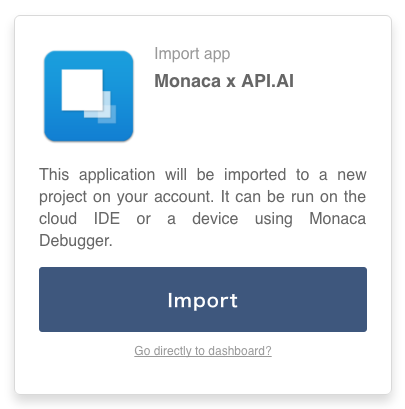 Import app
Monaca x API.AI
This application will be imported to a new
project on your account. It can be run on the
cloud IDE or a device using Monaca
Debugger.
Import
Go directly to dashboard?